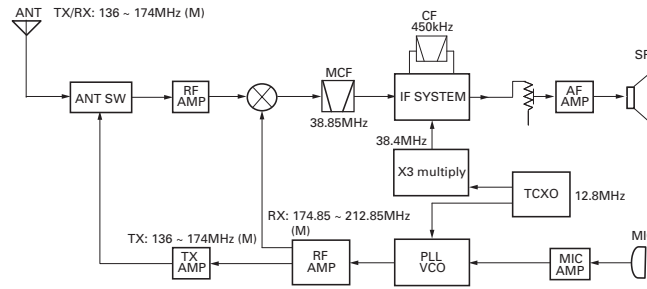 ANT TX/RX: 136 ~ 174MHz (M)
CF
450kHz
MCF
ANT SW
RF
AMP
IF SYSTEM
AF
AMP
38.85MHz
38.4MHz
X3 multiply
TCXO
12.8MHz
RX: 174.85 ~ 212.85MHz
(M)
TX: 136 ~ 174MHz (M)
TX
AMP
RF
AMP
PLL
VCO
MIC
AMP